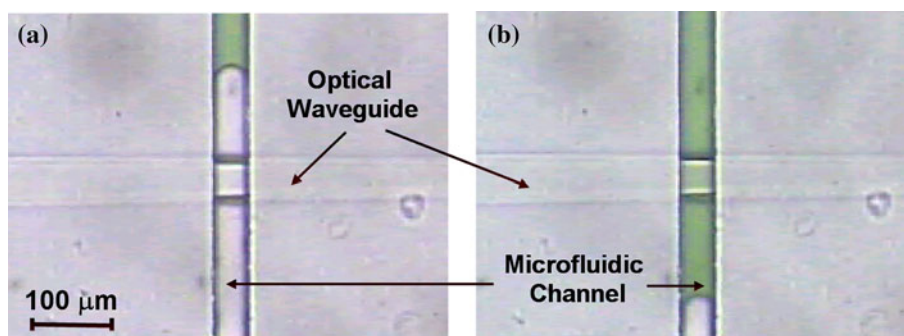 (a)
(b)
Optical
Waveguide
Microfluidic
Channel
100 μm